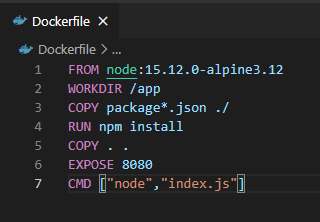 Dockerfile
Dockerfile > ...
1 FROM node:15.12.0-alpine3.12
2 WORKDIR /app
3 COPY package*.json ./
4 RUN npm install
5 COPY . .
6 EXPOSE 8080
7 CMD ["node","index.js"]